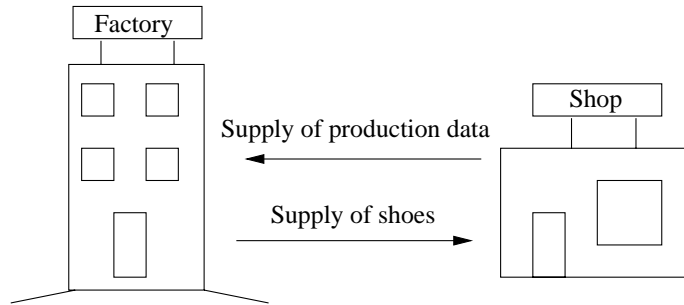 Factory
Shop
Supply of production data
Supply of shoes